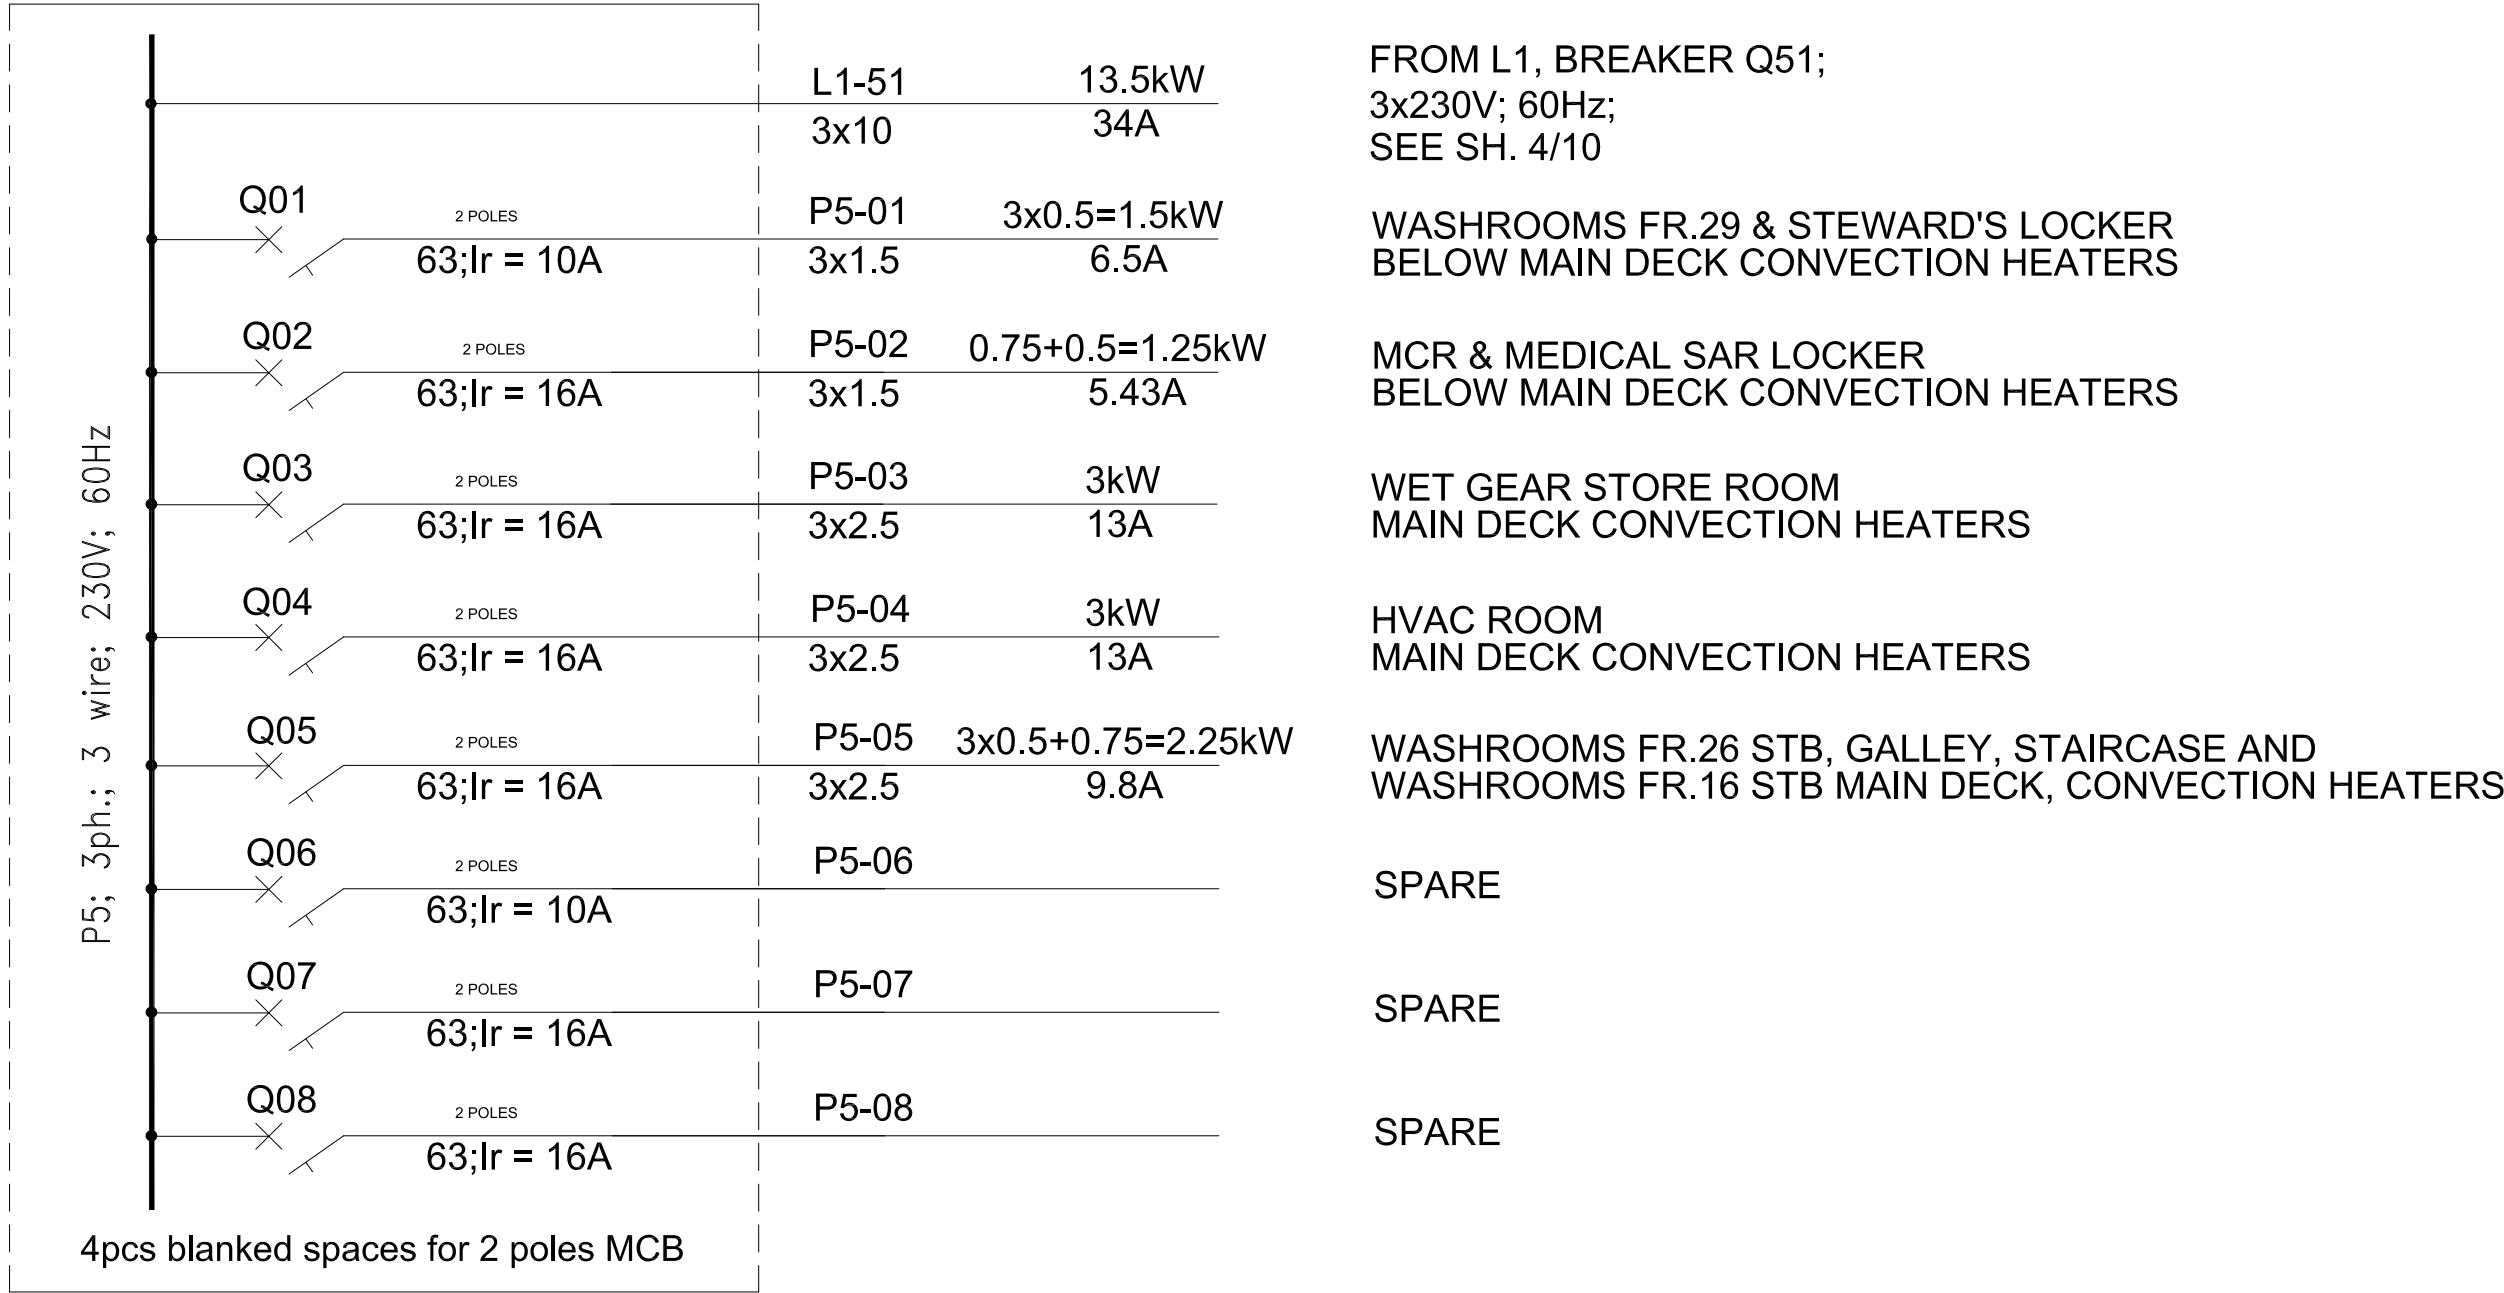 L1-51 13.5kW
3x10 34A
FROM L1, BREAKER Q51;
3x230V; 60Hz;
SEE SH. 4/10
Q01 2 POLES P5-01 3x0.5=1.5kW
63;Ir = 10A 3x1.5 6.5A
WASHROOMS FR.29 & STEWARD'S LOCKER
BELOW MAIN DECK CONVECTION HEATERS
Q02 2 POLES P5-02 0.75+0.5=1.25kW
63;Ir = 16A 3x1.5 5.43A
MCR & MEDICAL SAR LOCKER
BELOW MAIN DECK CONVECTION HEATERS
Q03 2 POLES P5-03 3kW
63;Ir = 16A 3x2.5 13A
WET GEAR STORE ROOM
MAIN DECK CONVECTION HEATERS
Q04 2 POLES P5-04 3kW
63;Ir = 16A 3x2.5 13A
HVAC ROOM
MAIN DECK CONVECTION HEATERS
Q05 2 POLES P5-05 3x0.5+0.75=2.25kW
63;Ir = 16A 3x2.5 9.8A
WASHROOMS FR.26 STB, GALLEY, STAIRCASE AND
WASHROOMS FR.16 STB MAIN DECK, CONVECTION HEATERS
Q06 2 POLES P5-06
63;Ir = 10A
SPARE
Q07 2 POLES P5-07
63;Ir = 16A
SPARE
Q08 2 POLES P5-08
63;Ir = 16A
SPARE
P5; 3ph.; 3 wire; 230V; 60Hz
4pcs blanked spaces for 2 poles MCB